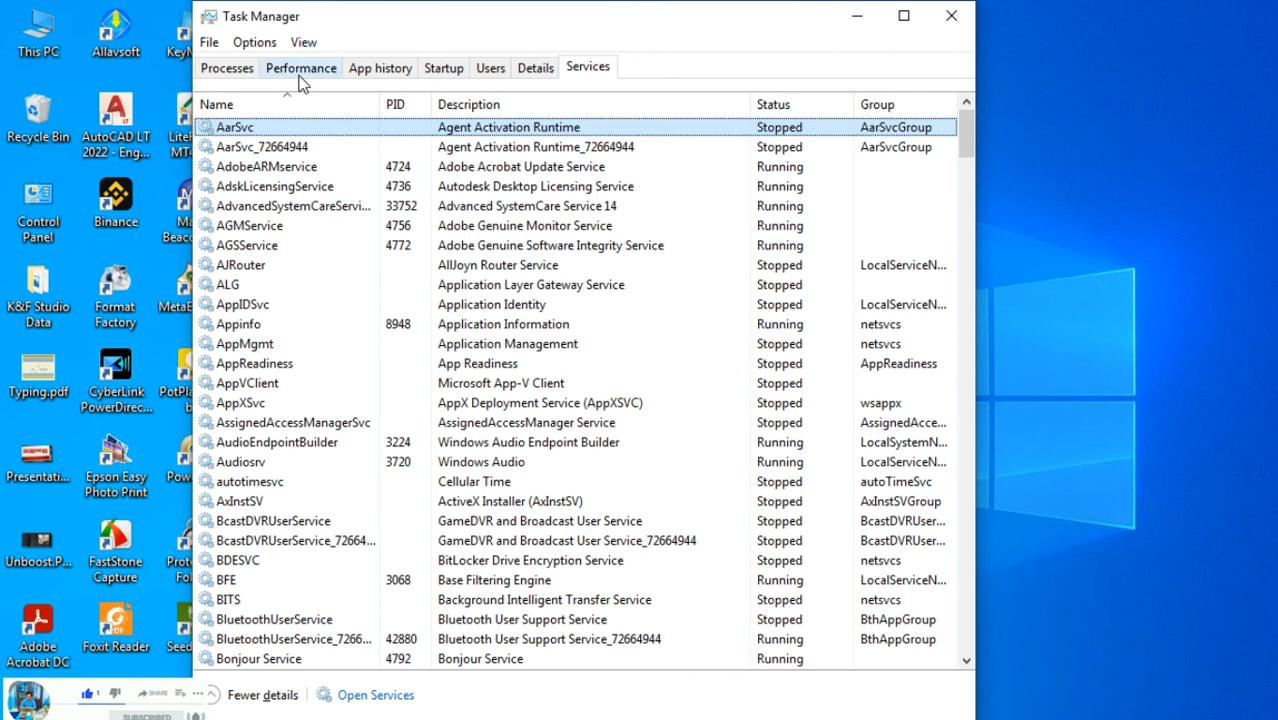 This PC
Allavsoft
Recycle Bin
AutoCAD LT
2022 - Eng...
Control
Panel
Binance
K&F Studio
Data
Format
Factory
Typing.pdf
CyberLink
PowerDirec...
Presentati...
Epson Easy
Photo Print
Unboost.P...
FastStone
Capture
Adobe
Acrobat DC
Foxit Reader
Task Manager
File Options View
Processes Performance App history Startup Users Details Services
Name PID Description Status Group
AarSvc Agent Activation Runtime Stopped AarSvcGroup
AarSvc_72664944 Agent Activation Runtime_72664944 Stopped AarSvcGroup
AdobeARMservice 4724 Adobe Acrobat Update Service Running
AdskLicensingService 4736 Autodesk Desktop Licensing Service Running
AdvancedSystemCareServi... 33752 Advanced SystemCare Service 14 Running
AGMService 4756 Adobe Genuine Monitor Service Running
AGSService 4772 Adobe Genuine Software Integrity Service Running
AJRouter AllJoyn Router Service Stopped LocalServiceN...
ALG Application Layer Gateway Service Stopped
AppIDSvc Application Identity Stopped LocalServiceN...
Appinfo 8948 Application Information Running netsvcs
AppMgmt Application Management Stopped netsvcs
AppReadiness App Readiness Stopped AppReadiness
AppVClient Microsoft App-V Client Stopped
AppXSvc AppX Deployment Service (AppXSVC) Stopped wsappx
AssignedAccessManagerSvc AssignedAccessManager Service Stopped AssignedAcce...
AudioEndpointBuilder 3224 Windows Audio Endpoint Builder Running LocalSystemN...
Audiosrv 3720 Windows Audio Running LocalServiceN...
autotimesvc Cellular Time Stopped autoTimeSvc
AxInstSV ActiveX Installer (AxInstSV) Stopped AxInstSVGroup
BcastDVRUserService GameDVR and Broadcast User Service Stopped BcastDVRUser...
BcastDVRUserService_72664... GameDVR and Broadcast User Service_72664944 Stopped BcastDVRUser...
BDESVC BitLocker Drive Encryption Service Stopped netsvcs
BFE 3068 Base Filtering Engine Running LocalServiceN...
BITS Background Intelligent Transfer Service Stopped netsvcs
BluetoothUserService Bluetooth User Support Service Stopped BthAppGroup
BluetoothUserService_7266... 42880 Bluetooth User Support Service_72664944 Running BthAppGroup
Bonjour Service 4792 Bonjour Service Running
Fewer details Open Services
1 SHARE
SUBSCRIBED